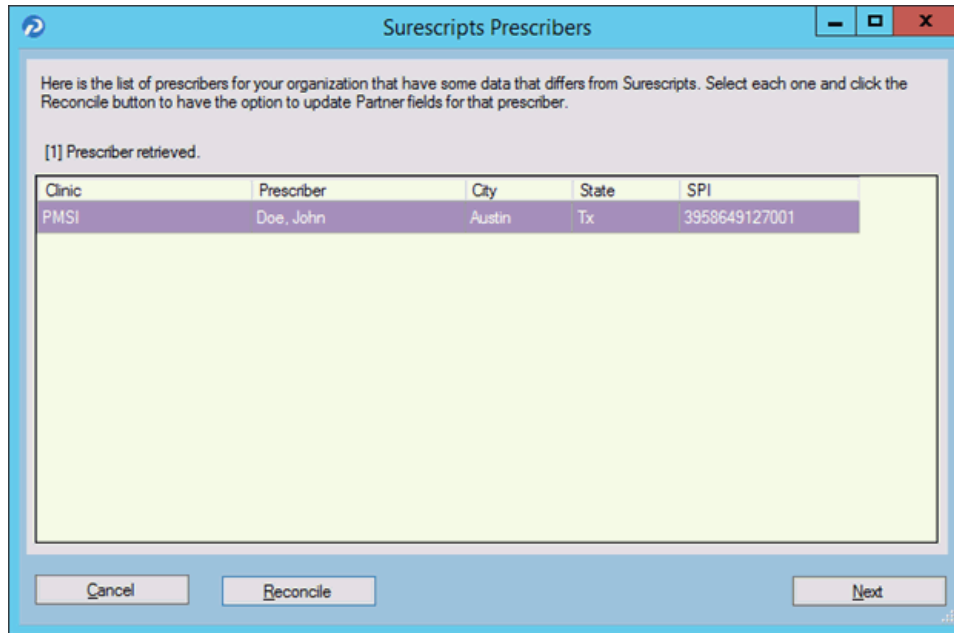 Surescripts Prescribers
Here is the list of prescribers for your organization that have some data that differs from Surescripts. Select each one and click the
Reconcile button to have the option to update Partner fields for that prescriber.
[1] Prescriber retrieved.
Clinic Prescriber City State SPI
PMSI Doe, John Austin Tx 3958649127001
Cancel Reconcile Next